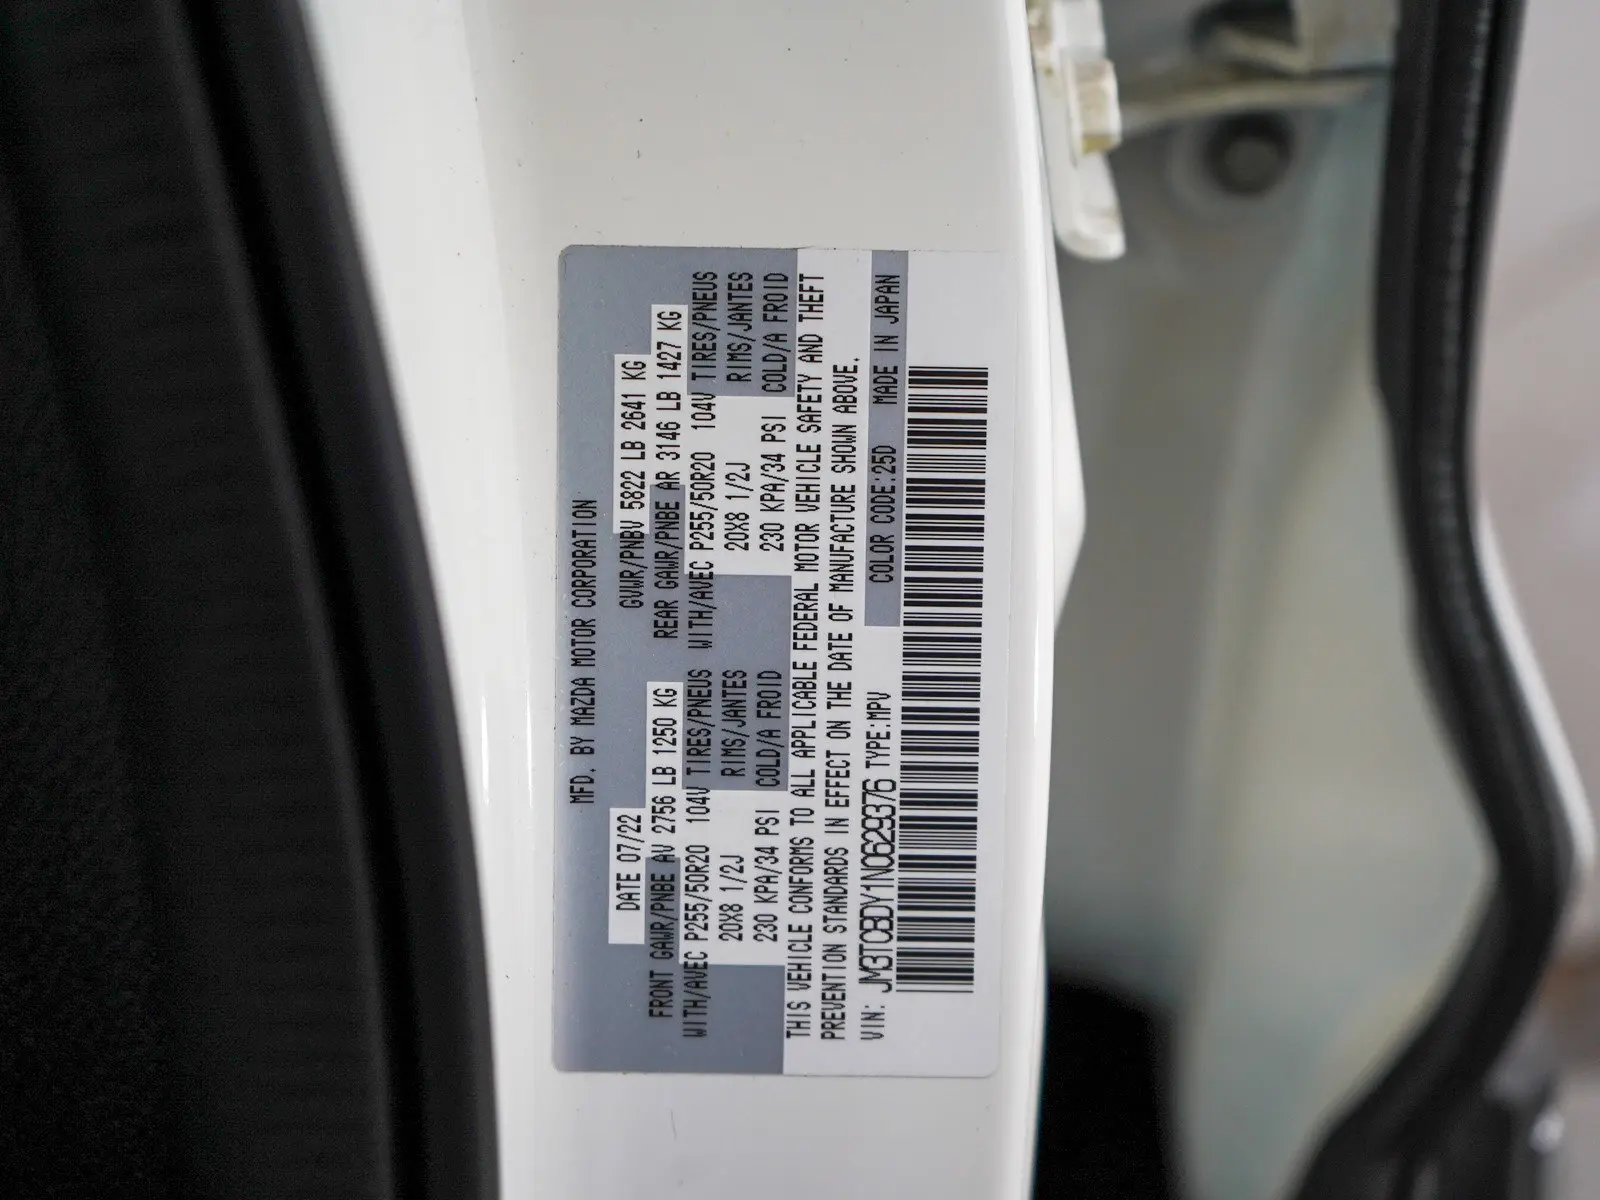 MFD. BY MAZDA MOTOR CORPORATION
DATE 07/22 GVWR/PNBV 5822 LB 2641 KG
FRONT GAWR/PNBE AV 2756 LB 1250 KG REAR GAWR/PNBE AR 3146 LB 1427 KG
WITH/AVEC P255/50R20 104V TIRES/PNEUS WITH/AVEC P255/50R20 104V TIRES/PNEUS
20X8 1/2J RIMS/JANTES 20X8 1/2J RIMS/JANTES
230 KPA/34 PSI COLD/A FROID 230 KPA/34 PSI COLD/A FROID
THIS VEHICLE CONFORMS TO ALL APPLICABLE FEDERAL MOTOR VEHICLE SAFETY AND THEFT
PREVENTION STANDARDS IN EFFECT ON THE DATE OF MANUFACTURE SHOWN ABOVE.
VIN: JM3TCBDY1N0629376 TYPE:MPV COLOR CODE:25D MADE IN JAPAN